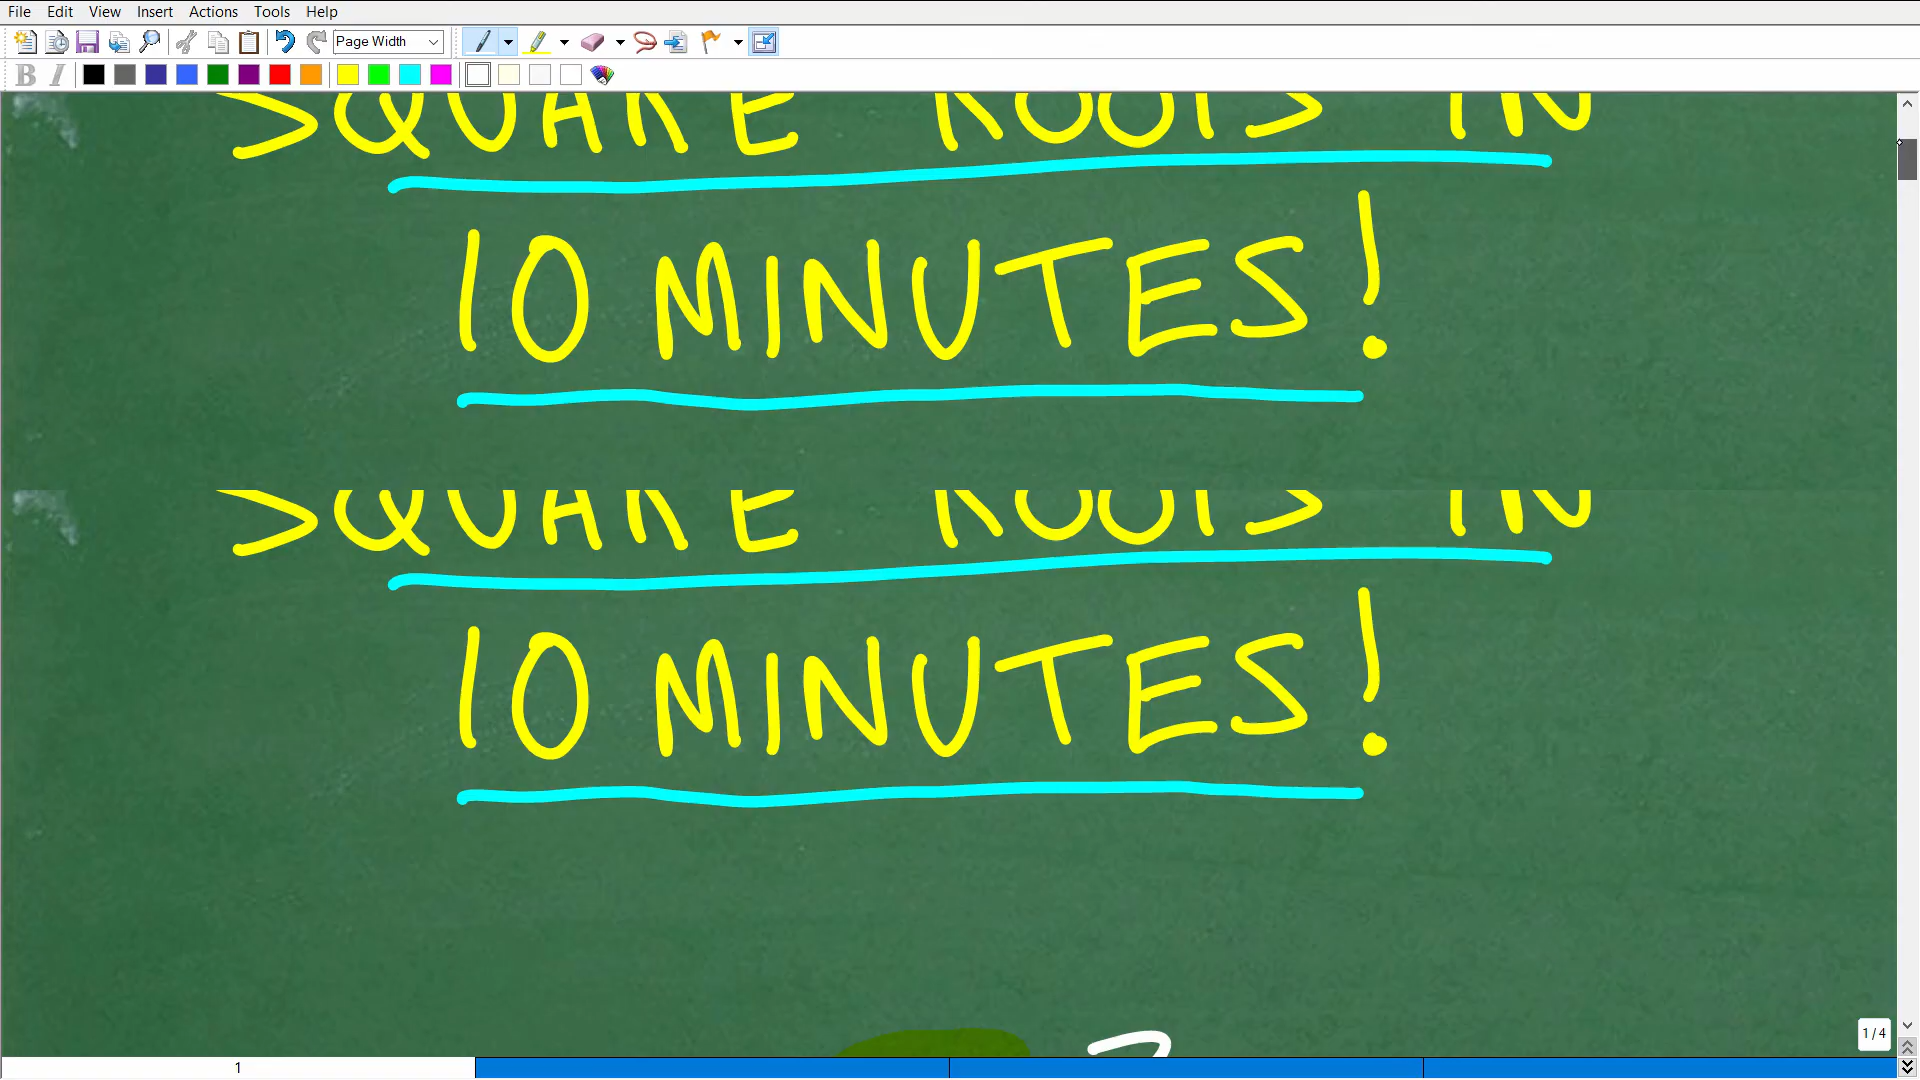 File Edit View Insert Actions Tools Help
Page Width
B I
SQUARE ROOTS IN
10 MINUTES!
SQUARE ROOTS IN
10 MINUTES!
1 / 4
1